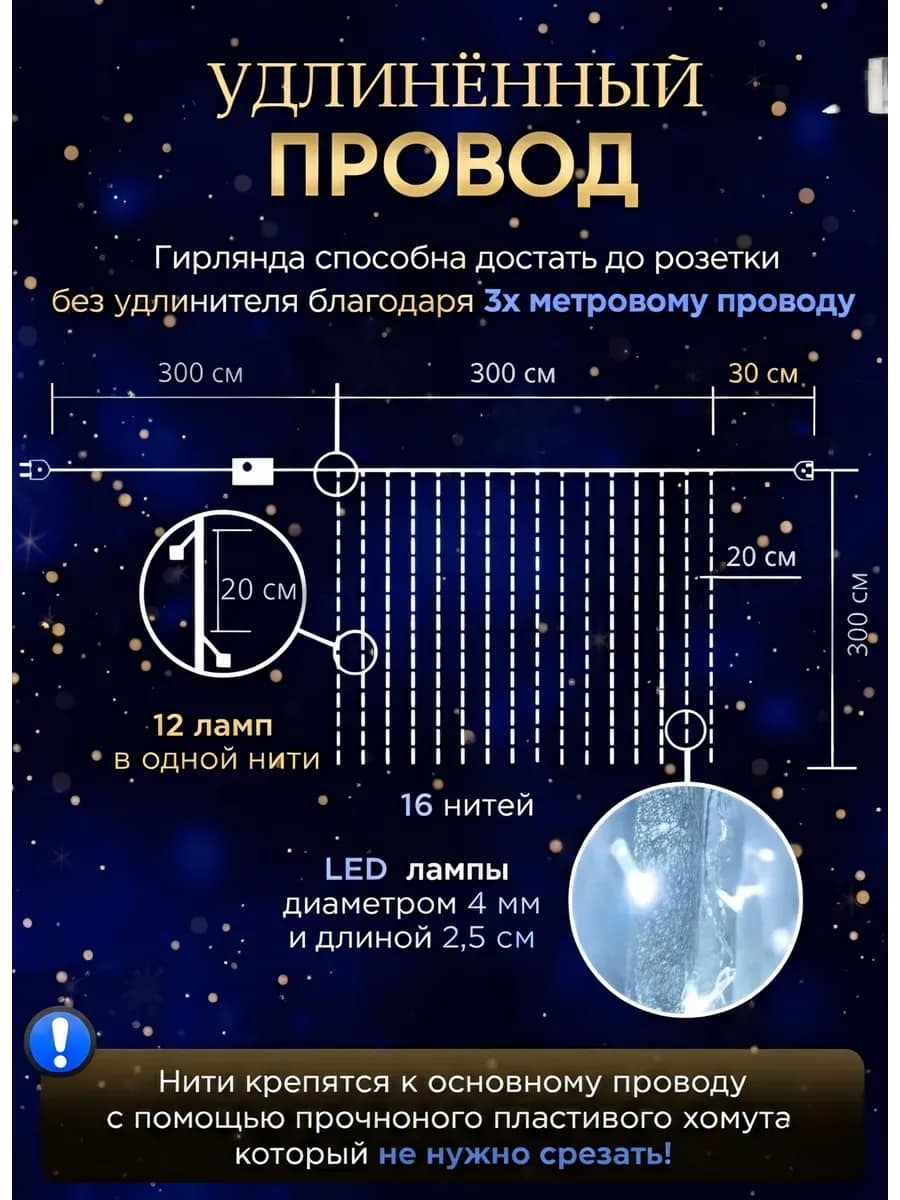 УДЛИНЁННЫЙ
ПРОВОД
Гирлянда способна достать до розетки
без удлинителя благодаря 3х метровому проводу
300 см
300 см
30 см
20 см
20 см
300 см
12 ламп
в одной нити
16 нитей
LED лампы
диаметром 4 мм
и длиной 2,5 см
Нити крепятся к основному проводу
с помощью прочноного пластивого хомута
который не нужно срезать!